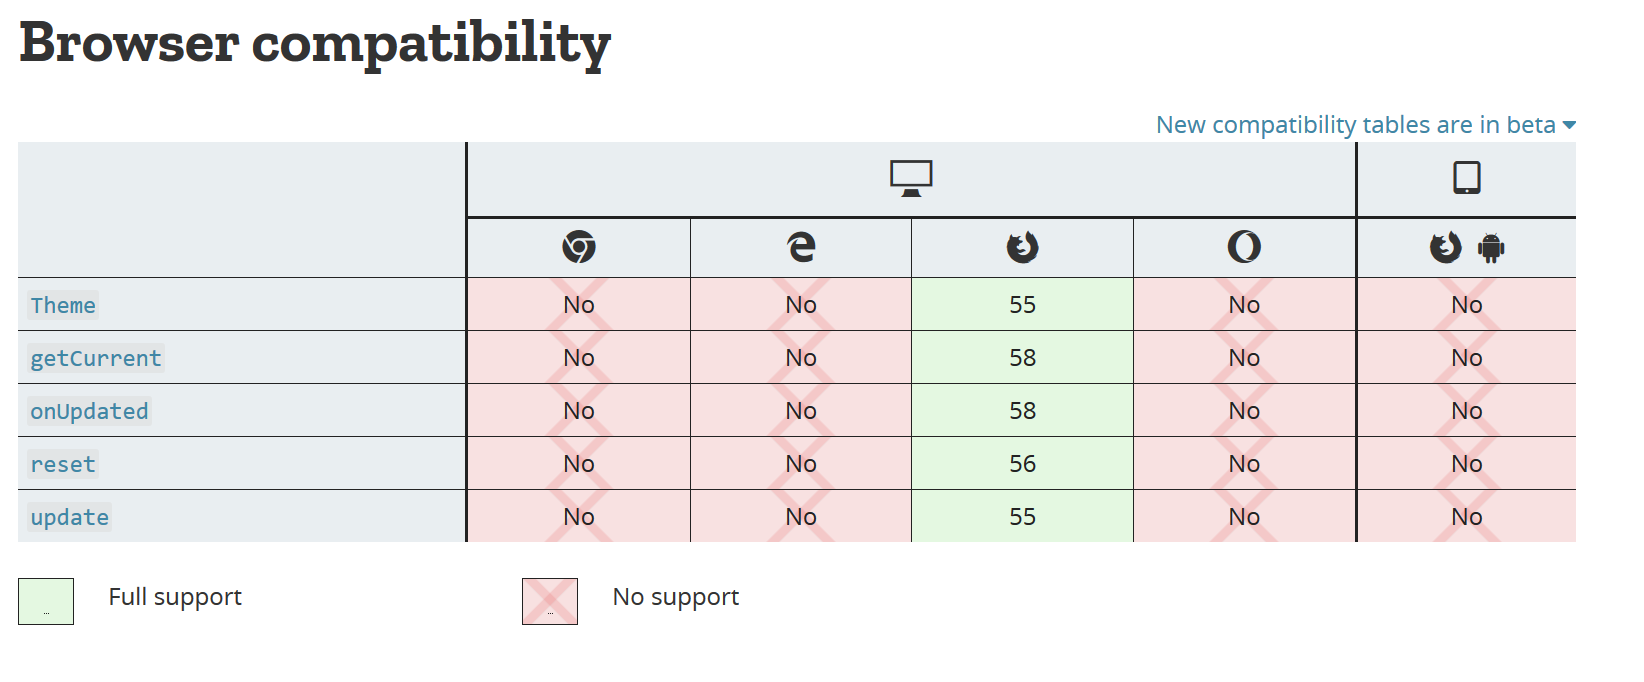 Browser compatibility
New compatibility tables are in beta
Theme No No 55 No No
getCurrent No No 58 No No
onUpdated No No 58 No No
reset No No 56 No No
update No No 55 No No
... Full support ... No support